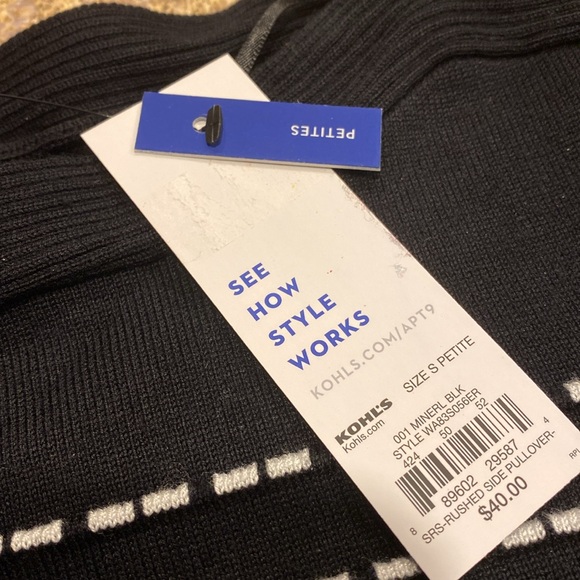 PETITES
SEE
HOW
STYLE
WORKS
KOHLS.COM/APT9
KOHL'S
Kohls.com
SIZE S PETITE
001 MINERL BLK
STYLE WA83S056ER
424 50 52
8 89602 29587 4
SRS-RUSHED SIDE PULLOVER-
$40.00
RPL